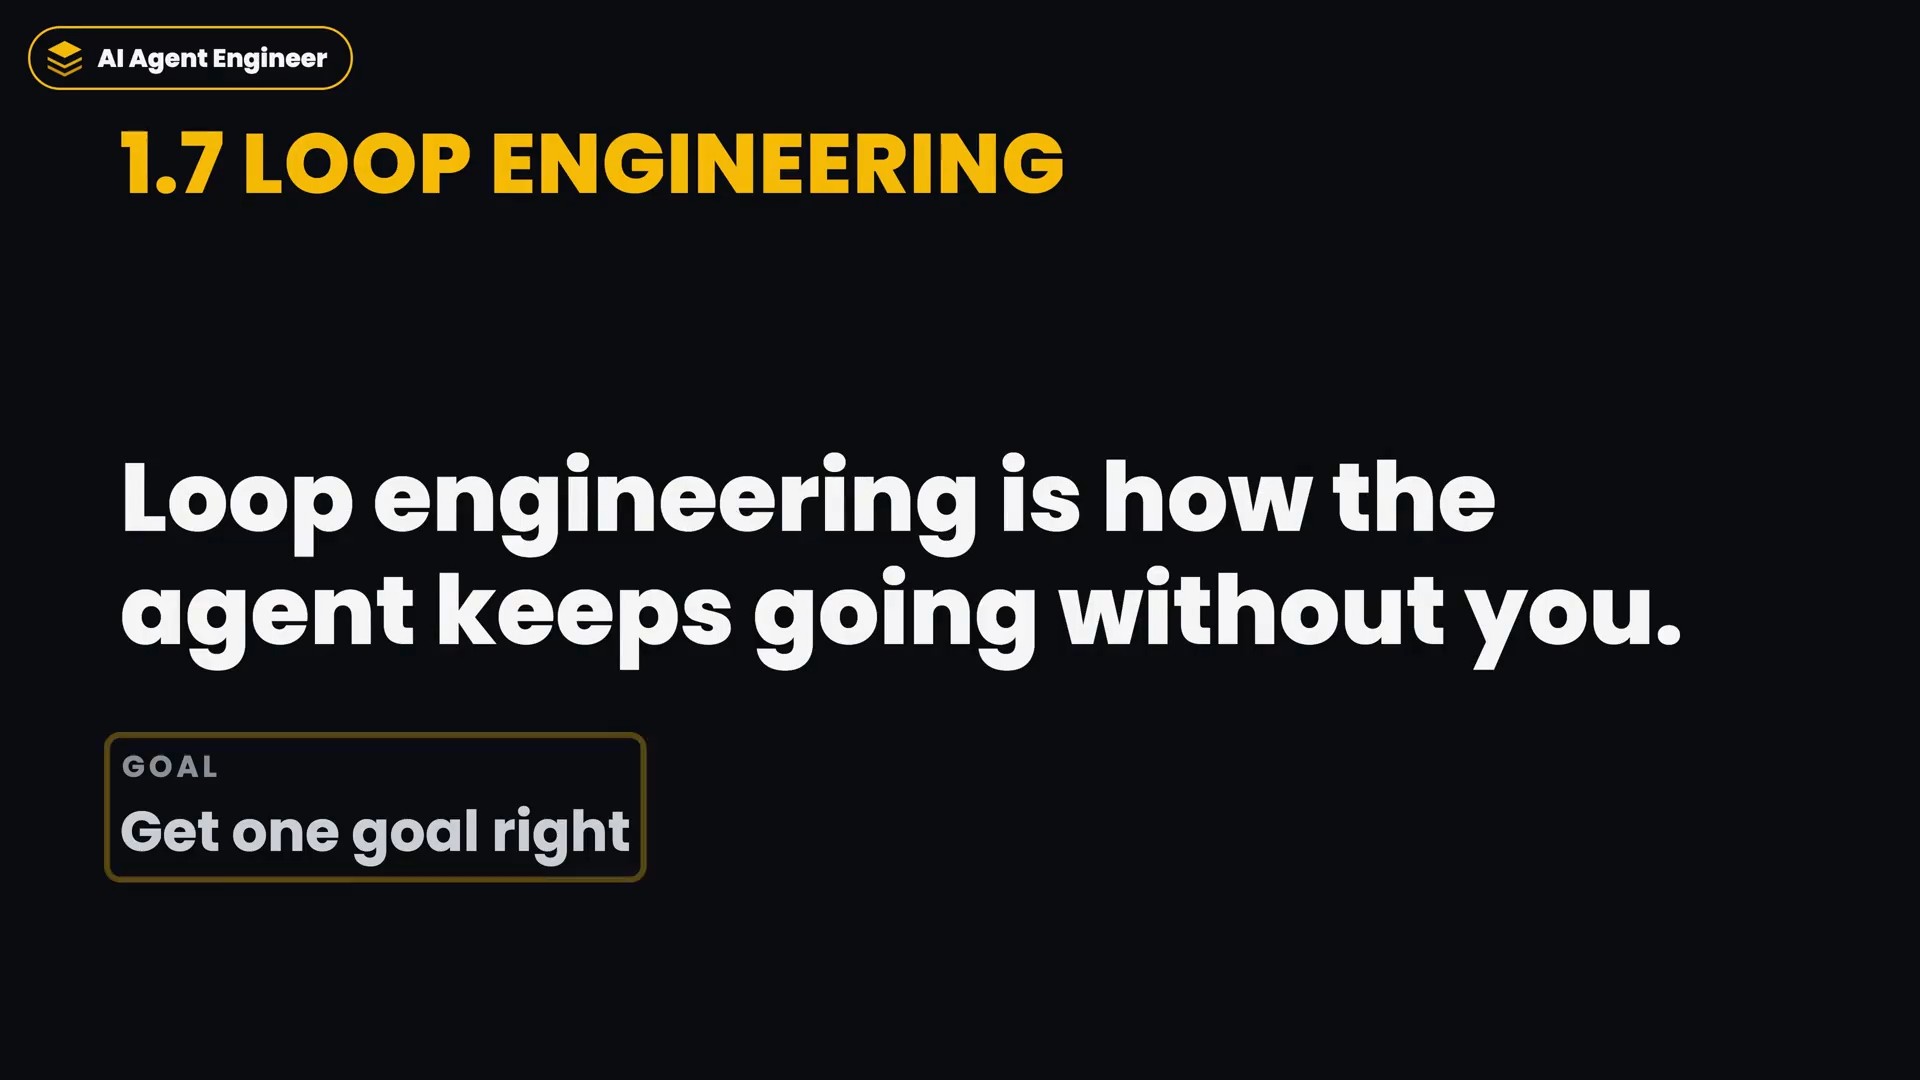 AI Agent Engineer
1.7 LOOP ENGINEERING
Loop engineering is how the
agent keeps going without you.
GOAL
Get one goal right